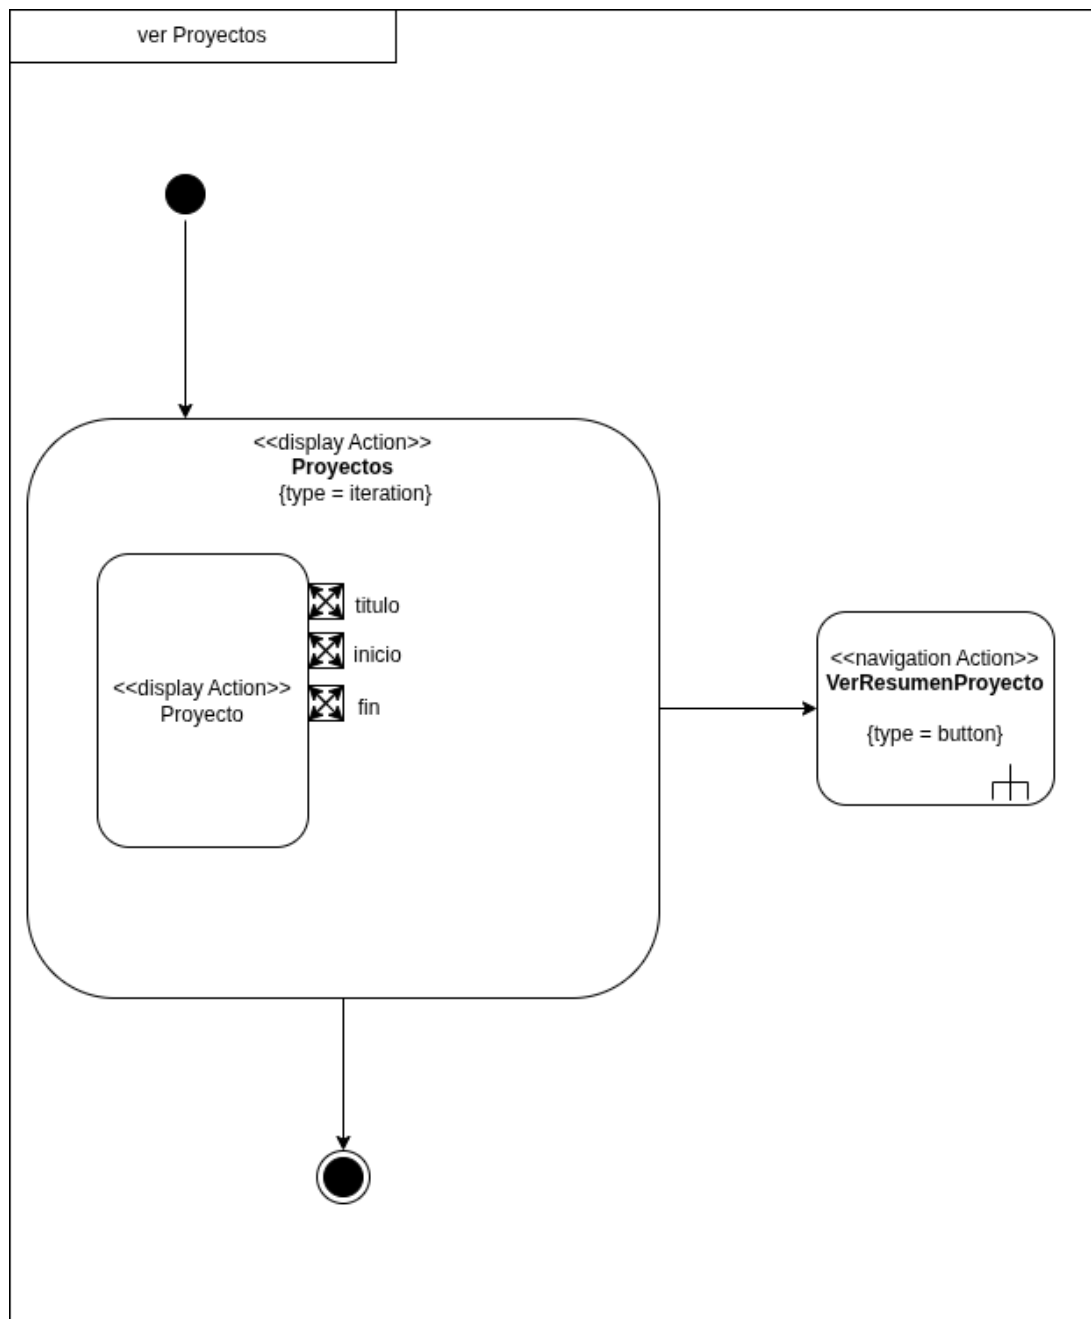 ver Proyectos
<<display Action>>
Proyectos
{type = iteration}
titulo
inicio
fin
<<display Action>>
Proyecto
<<navigation Action>>
VerResumenProyecto
{type = button}